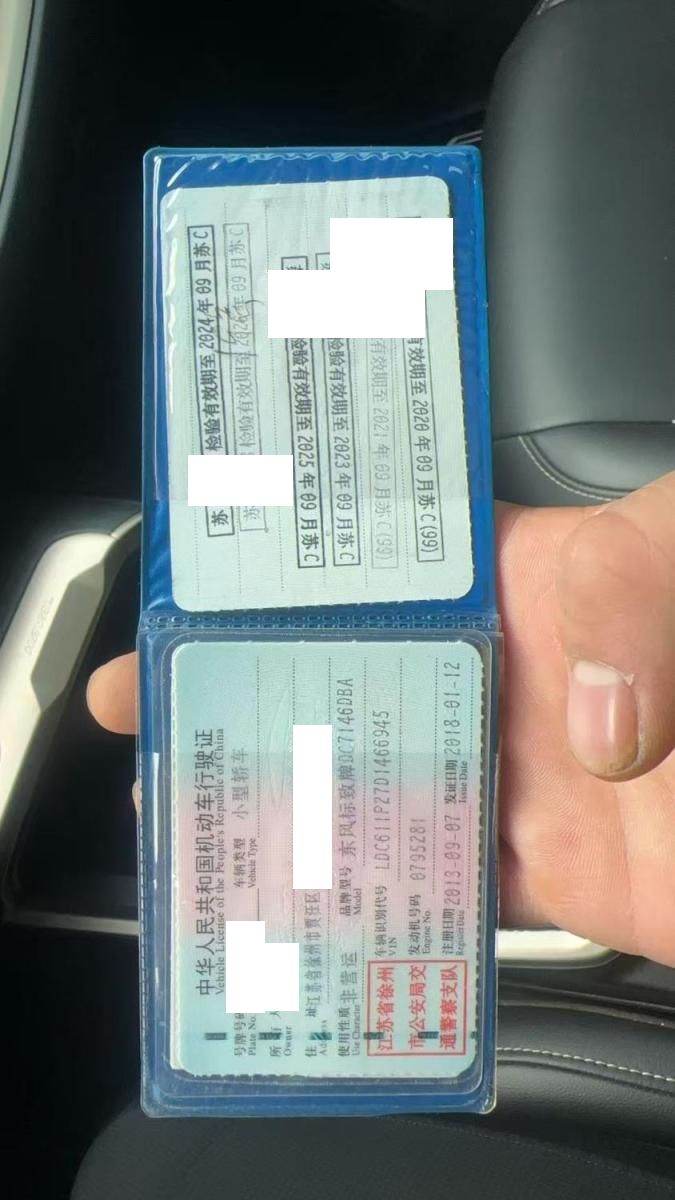 中华人民共和国机动车行驶证
Vehicle License of the People's Republic of China
号牌号码
Plate No.
车辆类型 小型轿车
Vehicle Type
所有人
Owner
住址 江苏省徐州市贾汪区
Address
使用性质 非营运
Use Character
品牌型号 东风标致牌DC7146DBA
Model
江苏省徐州
市公安局交
通警察支队
车辆识别代号 LDC611P27D1466945
VIN
发动机号码 0795281
Engine No.
注册日期 2013-09-07
Register Date
发证日期 2018-01-12
Issue Date
苏
检验有效期至2024年09月苏C
苏
检验有效期至2026年09月苏C
检验有效期至2025年09月苏C
检验有效期至2023年09月苏C
有效期至2021年09月苏C(99)
有效期至2020年09月苏C(99)